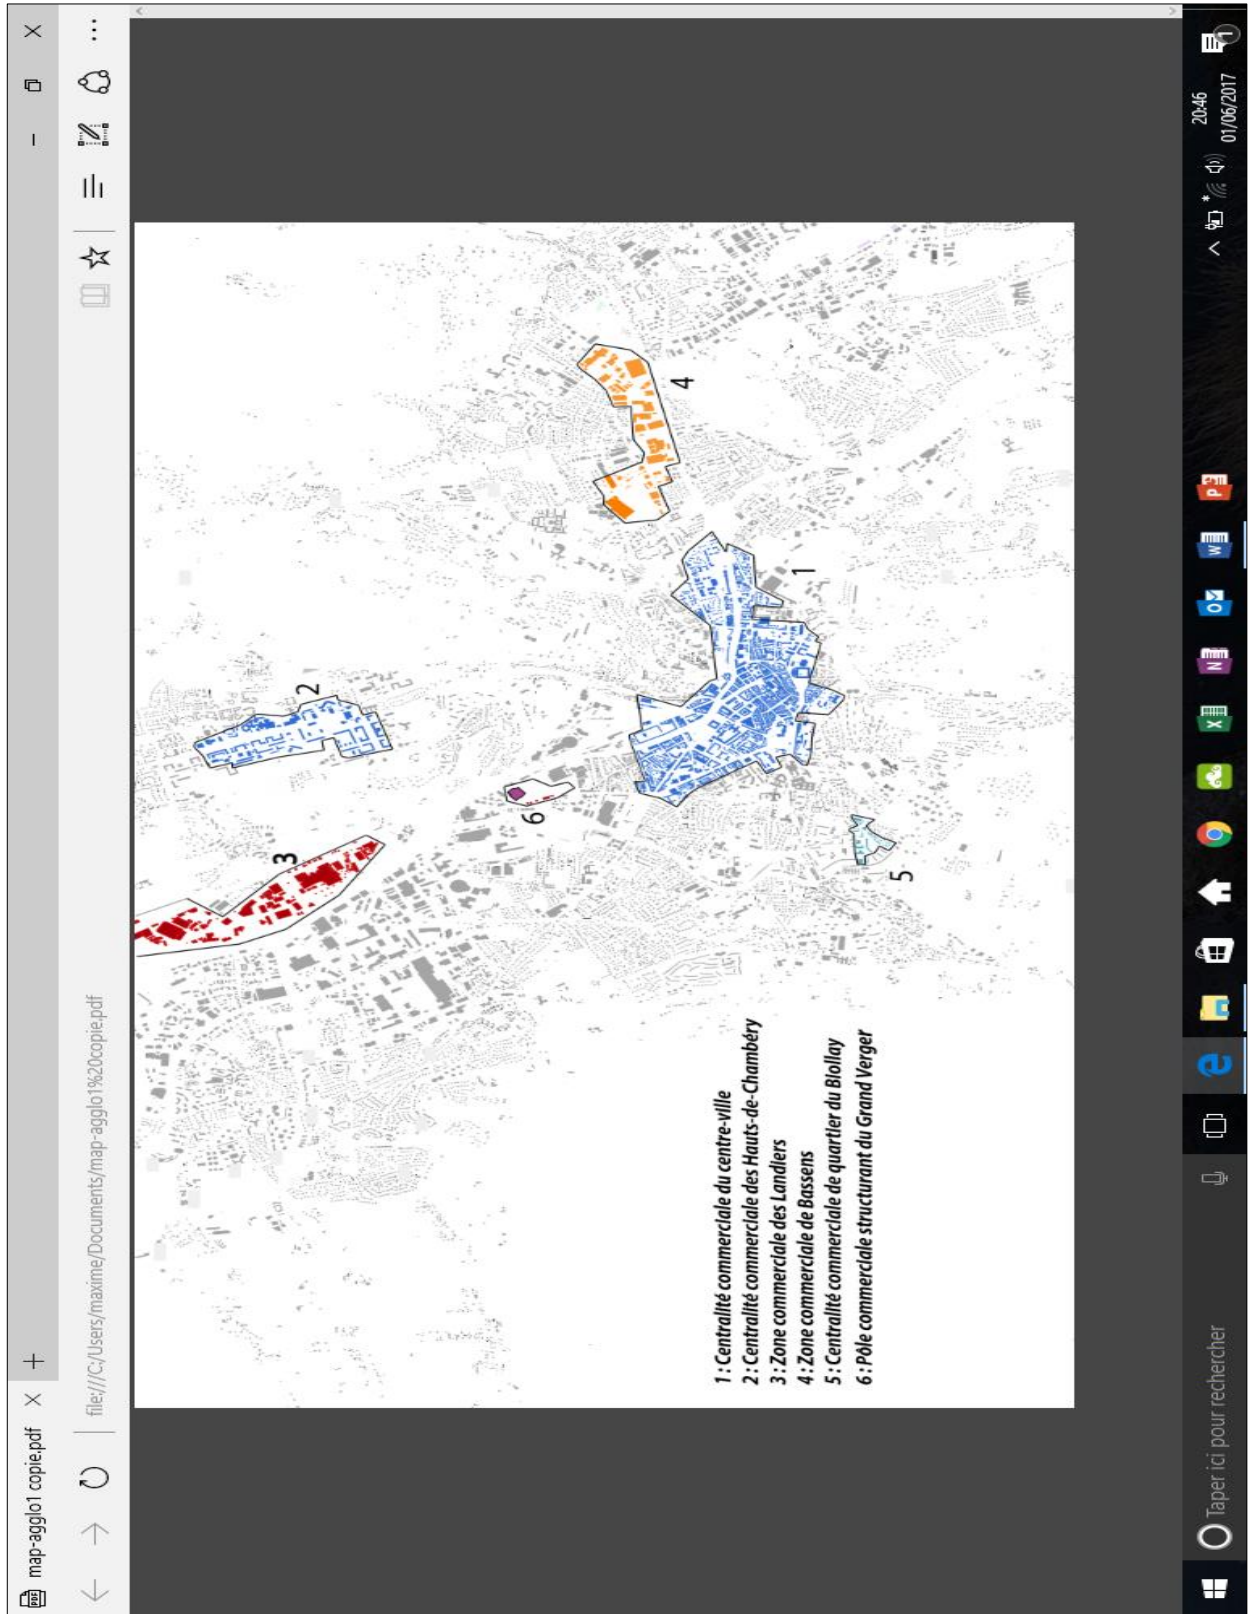 map-agglo1 copie.pdf
file:///C:/Users/maxime/Documents/map-agglo1%20copie.pdf
3
2
6
4
1
5
1 : Centralité commerciale du centre-ville
2 : Centralité commerciale des Hauts-de-Chambéry
3 : Zone commerciale des Landiers
4 : Zone commerciale de Bassens
5 : Centralité commerciale de quartier du Biollay
6 : Pôle commerciale structurant du Grand Verger
Taper ici pour rechercher
20:46
01/06/2017
1